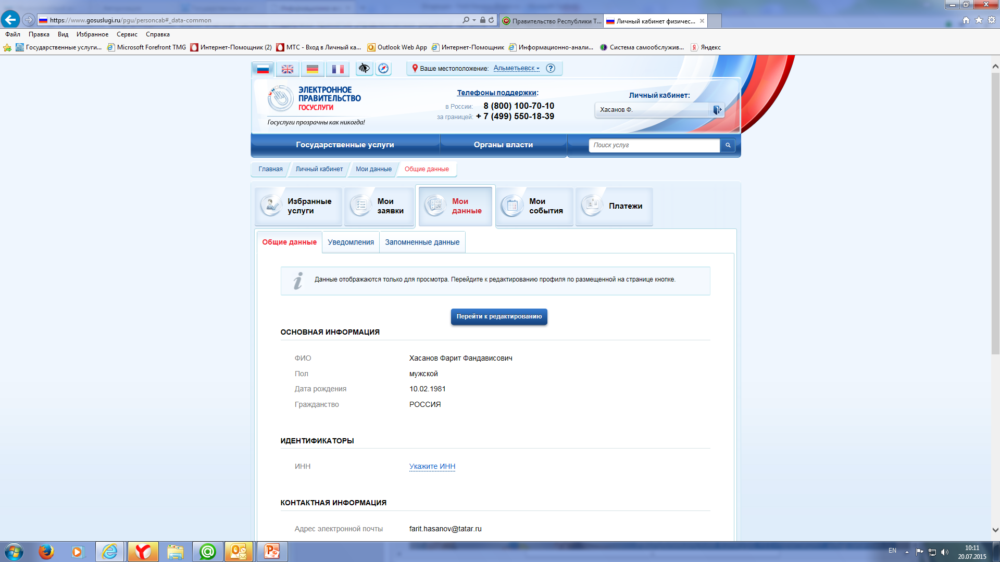 https://www.gosuslugi.ru/pgu/personcab#_data-common
Правительство Республики Т...
Личный кабинет физичес...
Файл Правка Вид Избранное Сервис Справка
Государственные услуги... Microsoft Forefront TMG Интернет-Помощник (2) МТС - Вход в Личный ка... Outlook Web App Интернет-Помощник Информационно-анали... Система самообслужив... Яндекс
Ваше местоположение: Альметьевск ?
ЭЛЕКТРОННОЕ
ПРАВИТЕЛЬСТВО
ГОСУСЛУГИ
Госуслуги прозрачны как никогда!
Телефоны поддержки:
в России: 8 (800) 100-70-10
за границей: + 7 (499) 550-18-39
Личный кабинет:
Хасанов Ф.
Государственные услуги Органы власти Поиск услуг
Главная Личный кабинет Мои данные Общие данные
Избранные услуги
Мои заявки
Мои данные
Мои события
Платежи
Общие данные Уведомления Запомненные данные
Данные отображаются только для просмотра. Перейдите к редактированию профиля по размещенной на странице кнопке.
Перейти к редактированию
ОСНОВНАЯ ИНФОРМАЦИЯ
ФИО Хасанов Фарит Фандависович
Пол мужской
Дата рождения 10.02.1981
Гражданство РОССИЯ
ИДЕНТИФИКАТОРЫ
ИНН Укажите ИНН
КОНТАКТНАЯ ИНФОРМАЦИЯ
Адрес электронной почты farit.hasanov@tatar.ru
EN
10:11
20.07.2015